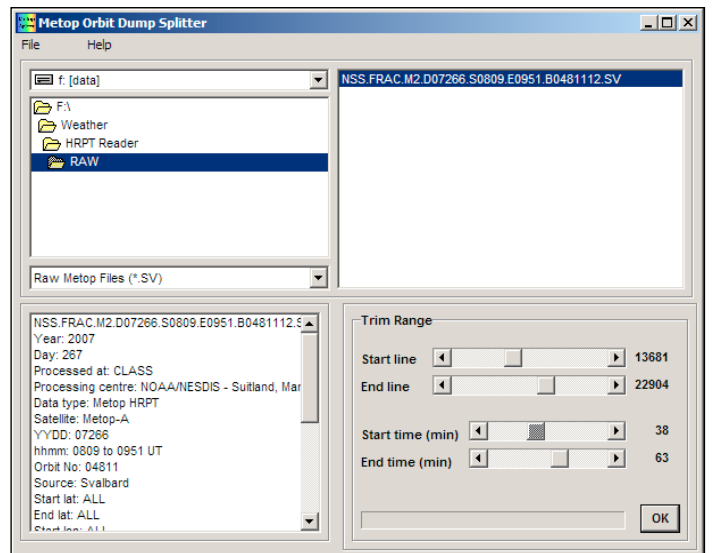 Metop Orbit Dump Splitter
File Help
f: [data]
F:\
Weather
HRPT Reader
RAW
Raw Metop Files (*.SV)
NSS.FRAC.M2.D07266.S0809.E0951.B0481112.SV
NSS.FRAC.M2.D07266.S0809.E0951.B0481112.S
Year: 2007
Day: 267
Processed at: CLASS
Processing centre: NOAA/NESDIS - Suitland, Mar
Data type: Metop HRPT
Satellite: Metop-A
YYDD: 07266
hhmm: 0809 to 0951 UT
Orbit No: 04811
Source: Svalbard
Start lat: ALL
End lat: ALL
Start lon: ALL
Trim Range
Start line 13681
End line 22904
Start time (min) 38
End time (min) 63
OK